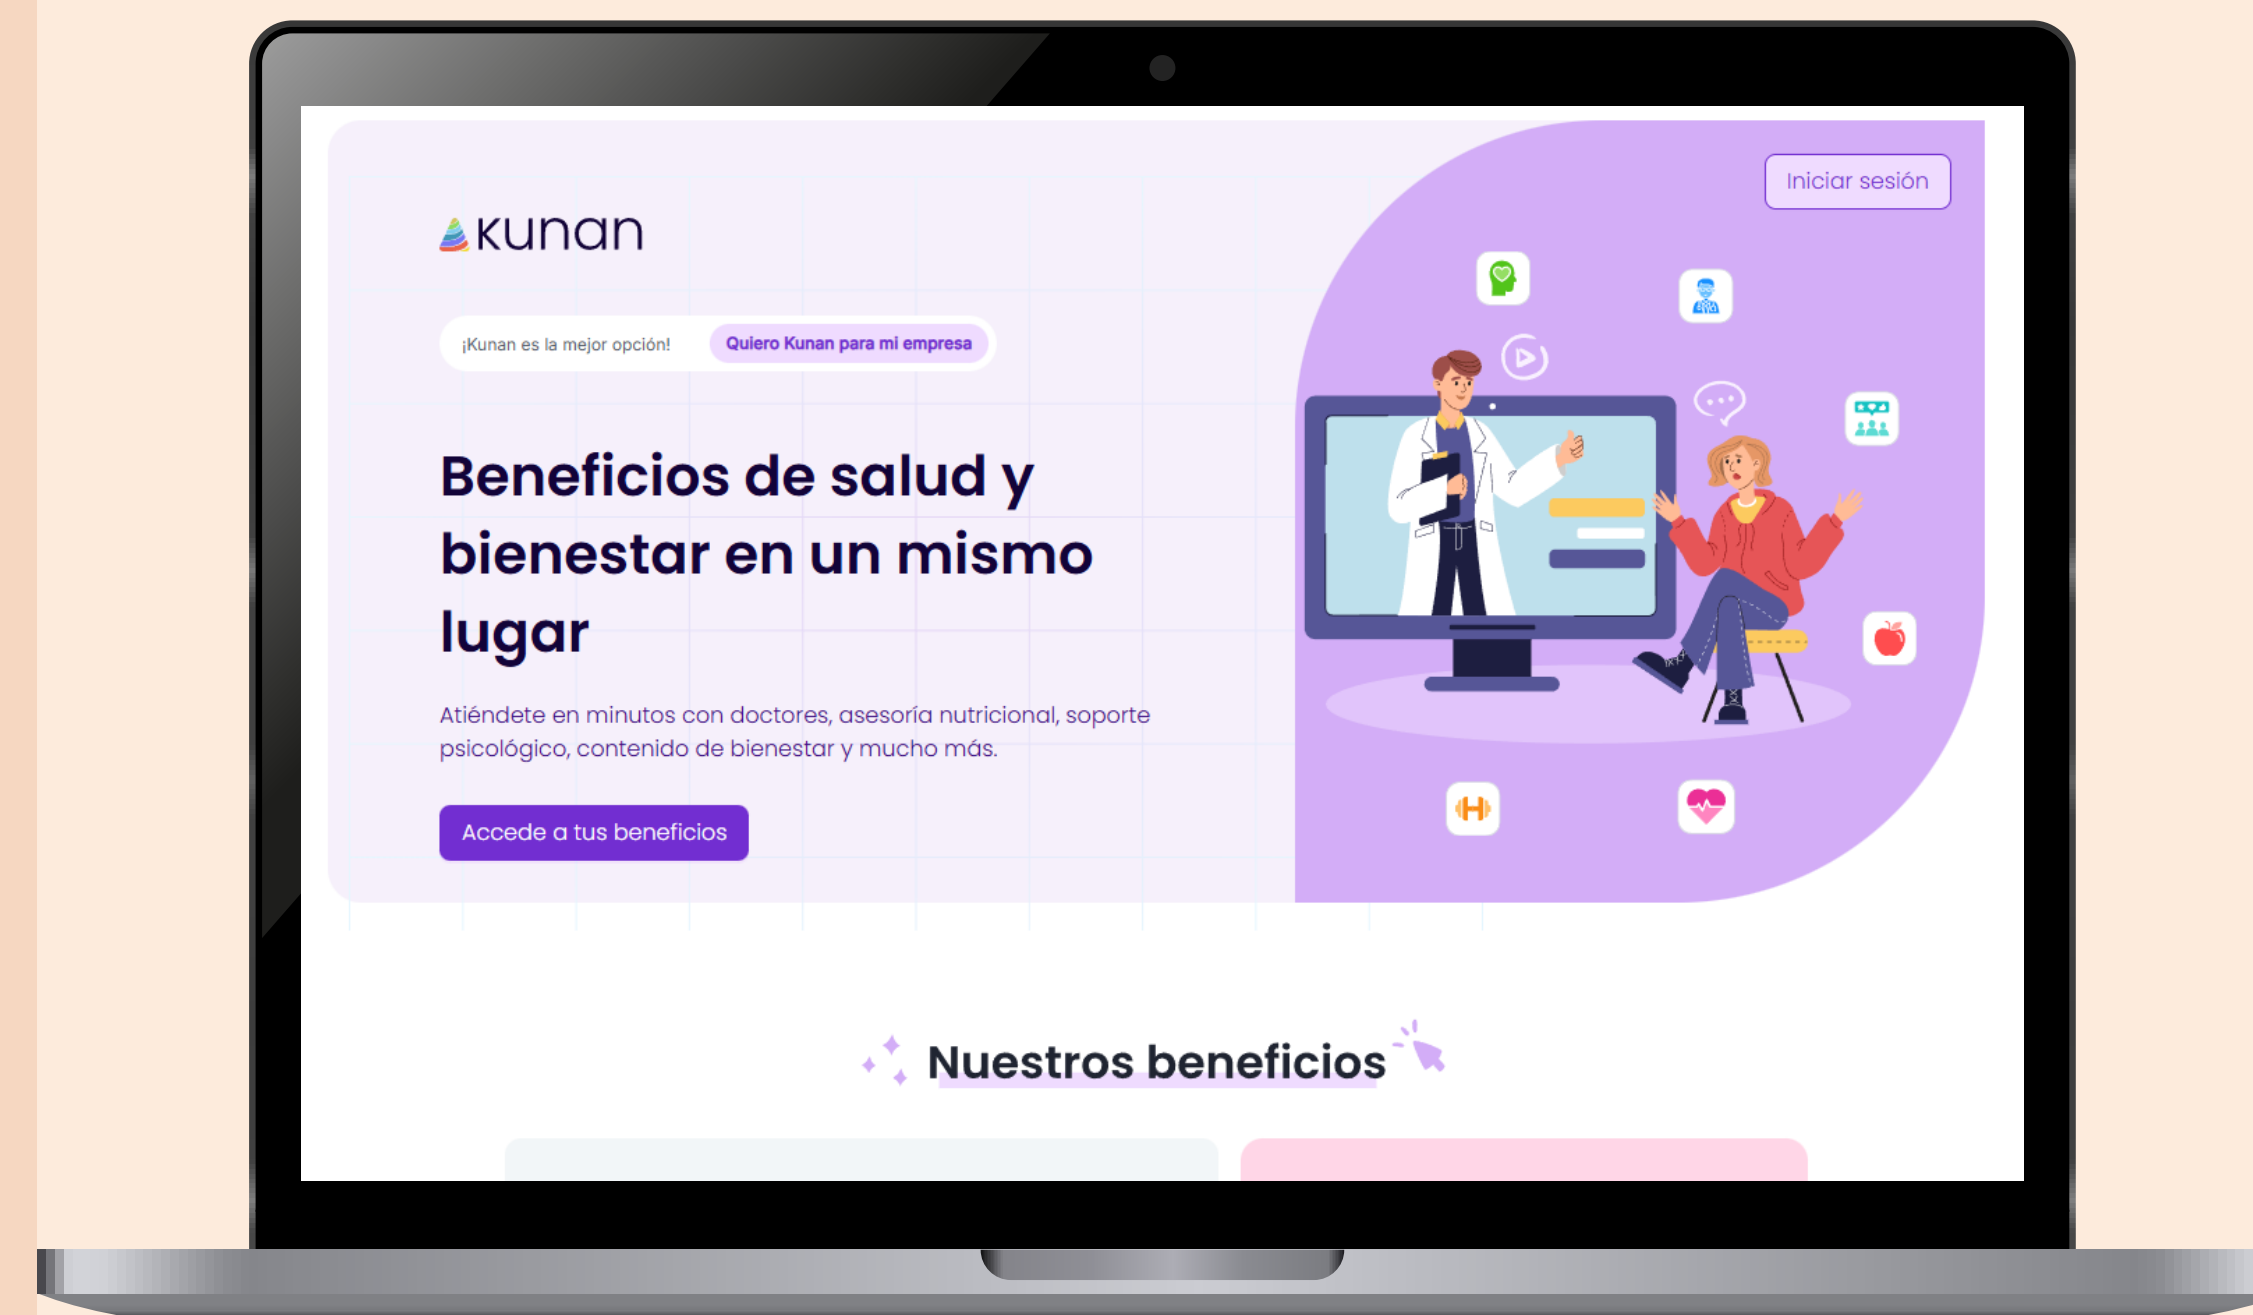 Iniciar sesión
kunan
¡Kunan es la mejor opción!
Quiero Kunan para mi empresa
Beneficios de salud y
bienestar en un mismo
lugar
Atiéndete en minutos con doctores, asesoría nutricional, soporte
psicológico, contenido de bienestar y mucho más.
Accede a tus beneficios
Nuestros beneficios